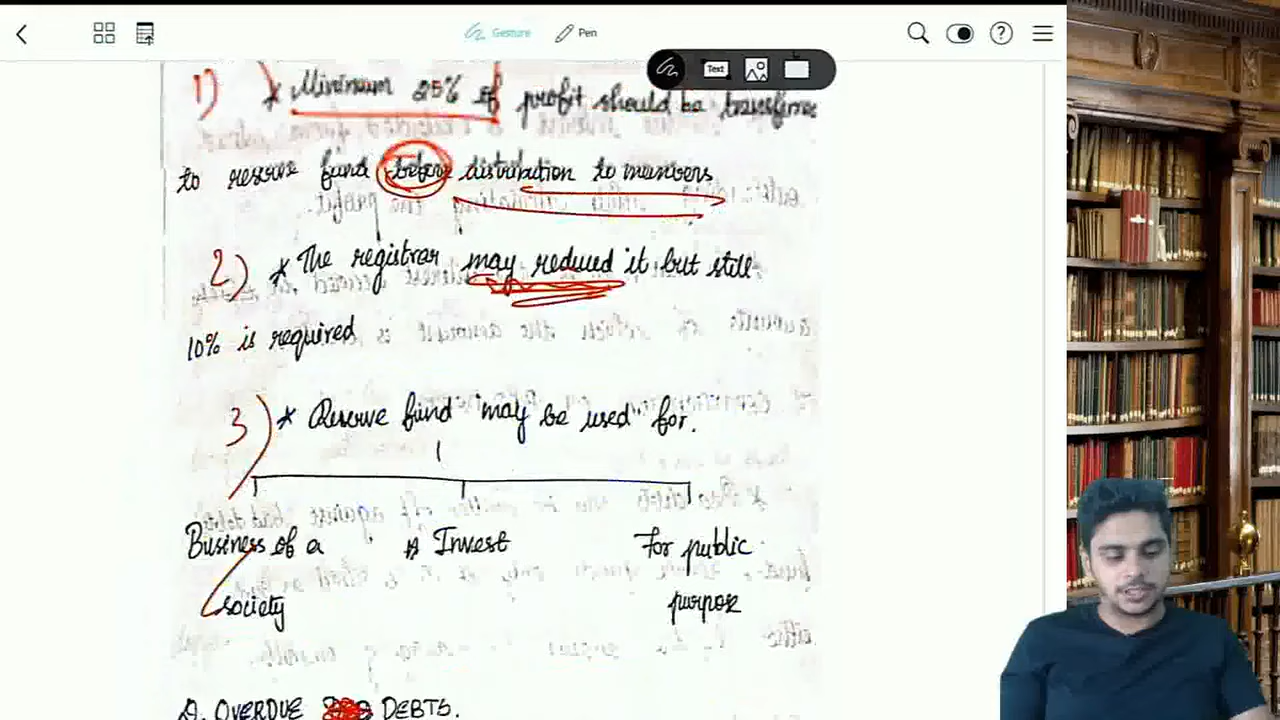 Gesture Pen
Text
1) * Minimum 25% of profit should be
to reserve fund before distribution to members
2) * The registrar may reduced it but still
10% is required
3) * Reserve fund "may be used" for.
Business of a Invest For public
society purpose
D. OVERDUE DEBTS.